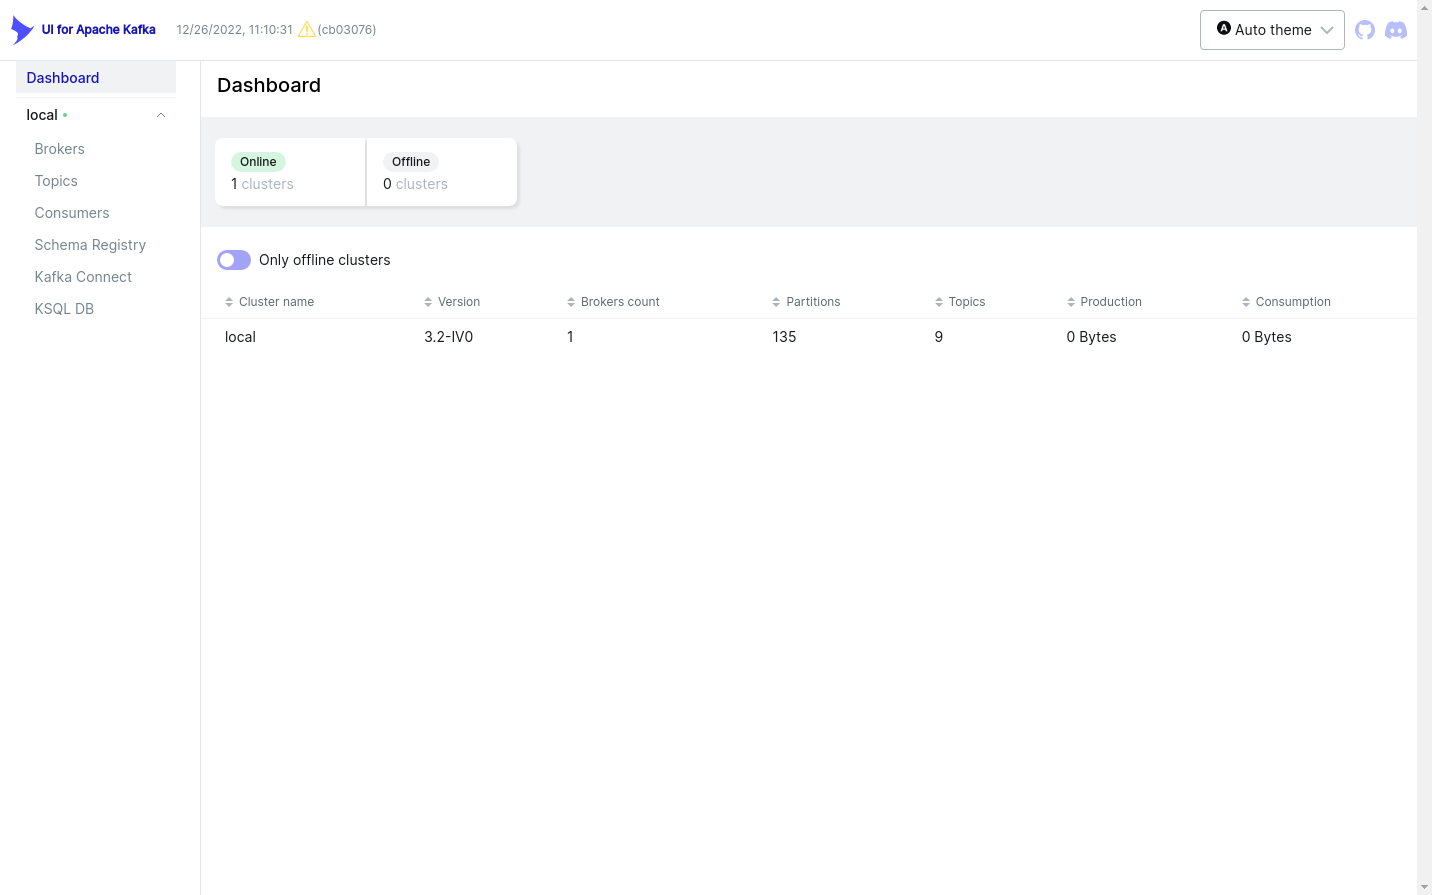 UI for Apache Kafka 12/26/2022, 11:10:31 (cb03076) A Auto theme
Dashboard
local
Brokers
Topics
Consumers
Schema Registry
Kafka Connect
KSQL DB
Dashboard
Online Offline
1 clusters 0 clusters
Only offline clusters
Cluster name Version Brokers count Partitions Topics Production Consumption
local 3.2-IV0 1 135 9 0 Bytes 0 Bytes